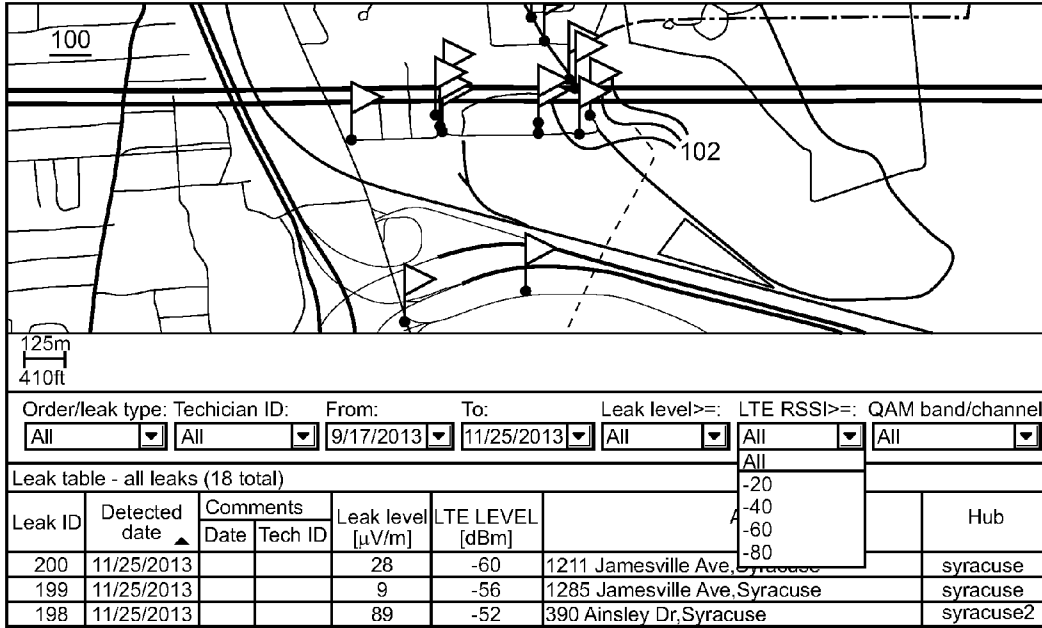 100
102
125m
410ft
Order/leak type: Techician ID: From: To: Leak level>=: LTE RSSI>=: QAM band/channel
All All 9/17/2013 11/25/2013 All All All
All
-20
-40
-60
-80
Leak table - all leaks (18 total)
Leak ID Detected date Comments Leak level [μV/m] LTE LEVEL [dBm] Hub
Date Tech ID
200 11/25/2013 28 -60 1211 Jamesville Ave,Syracuse syracuse
199 11/25/2013 9 -56 1285 Jamesville Ave,Syracuse syracuse
198 11/25/2013 89 -52 390 Ainsley Dr,Syracuse syracuse2